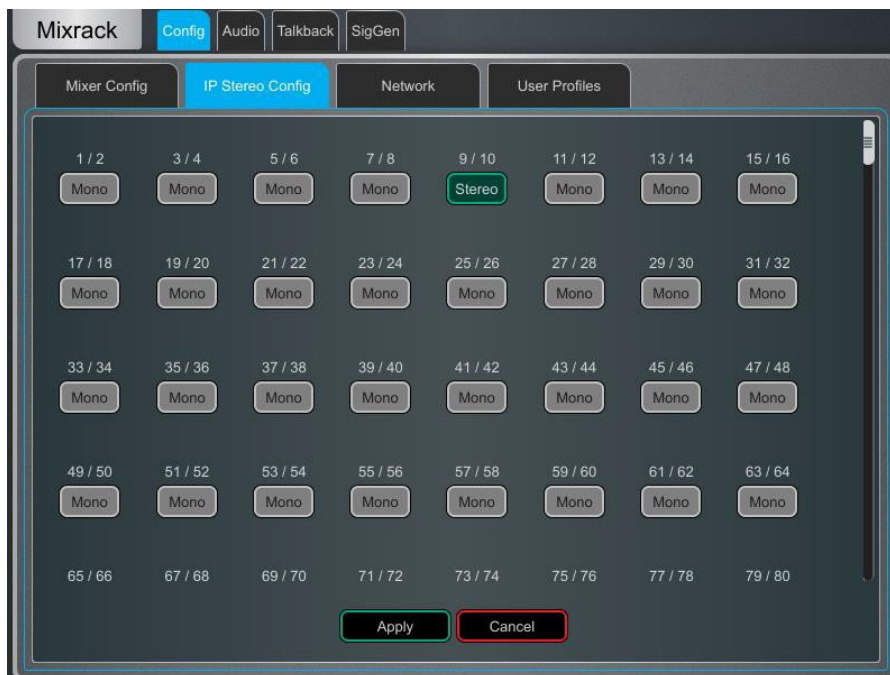 Mixrack Config Audio Talkback SigGen
Mixer Config IP Stereo Config Network User Profiles
1 / 2 3 / 4 5 / 6 7 / 8 9 / 10 11 / 12 13 / 14 15 / 16
Mono Mono Mono Mono Stereo Mono Mono Mono
17 / 18 19 / 20 21 / 22 23 / 24 25 / 26 27 / 28 29 / 30 31 / 32
Mono Mono Mono Mono Mono Mono Mono Mono
33 / 34 35 / 36 37 / 38 39 / 40 41 / 42 43 / 44 45 / 46 47 / 48
Mono Mono Mono Mono Mono Mono Mono Mono
49 / 50 51 / 52 53 / 54 55 / 56 57 / 58 59 / 60 61 / 62 63 / 64
Mono Mono Mono Mono Mono Mono Mono Mono
65 / 66 67 / 68 69 / 70 71 / 72 73 / 74 75 / 76 77 / 78 79 / 80
Apply Cancel